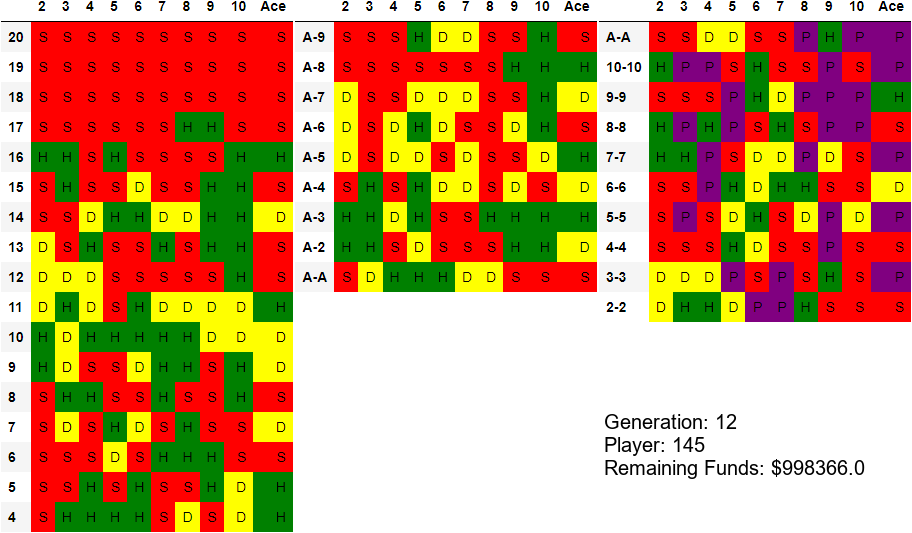 2 3 4 5 6 7 8 9 10 Ace
20 S S S S S S S S S S
19 S S S S S S S S S S
18 S S S S S S S S S S
17 S S S S S S H H S S
16 H H S H S S S S H H
15 S H S S D S S H H S
14 S S D H H D D H H D
13 D S H S S H S H H S
12 D D D S S S S S H S
11 D H D S H D D D D H
10 H D H H H H H D D D
9 H D S S D H H S H D
8 S H H S S H S S H S
7 S D S H D S H S S D
6 S S S D S H H H S S
5 S S H S H S S H D H
4 S H H H H S D S D H
2 3 4 5 6 7 8 9 10 Ace
A-9 S S S H D D S S H S
A-8 S S S S S S S H H H
A-7 D S S D D D S S H D
A-6 D S D H D S S D H S
A-5 D S D D S D S S D H
A-4 S H S H D D S D S D
A-3 H H D H S S H H H H
A-2 H H S D S S S H H D
A-A S D H H H D D S S S
2 3 4 5 6 7 8 9 10 Ace
A-A S S D D S S P H P P
10-10 H P P S H S S P S P
9-9 S S S P H D P P P H
8-8 H P H P S H S P P S
7-7 H H P S D D P D S P
6-6 S S P H D H H S S D
5-5 S P S D H S D P D P
4-4 S S S H D S S P S S
3-3 D D D P S P S H S P
2-2 D H H D P P H S S S
Generation: 12
Player: 145
Remaining Funds: $998366.0